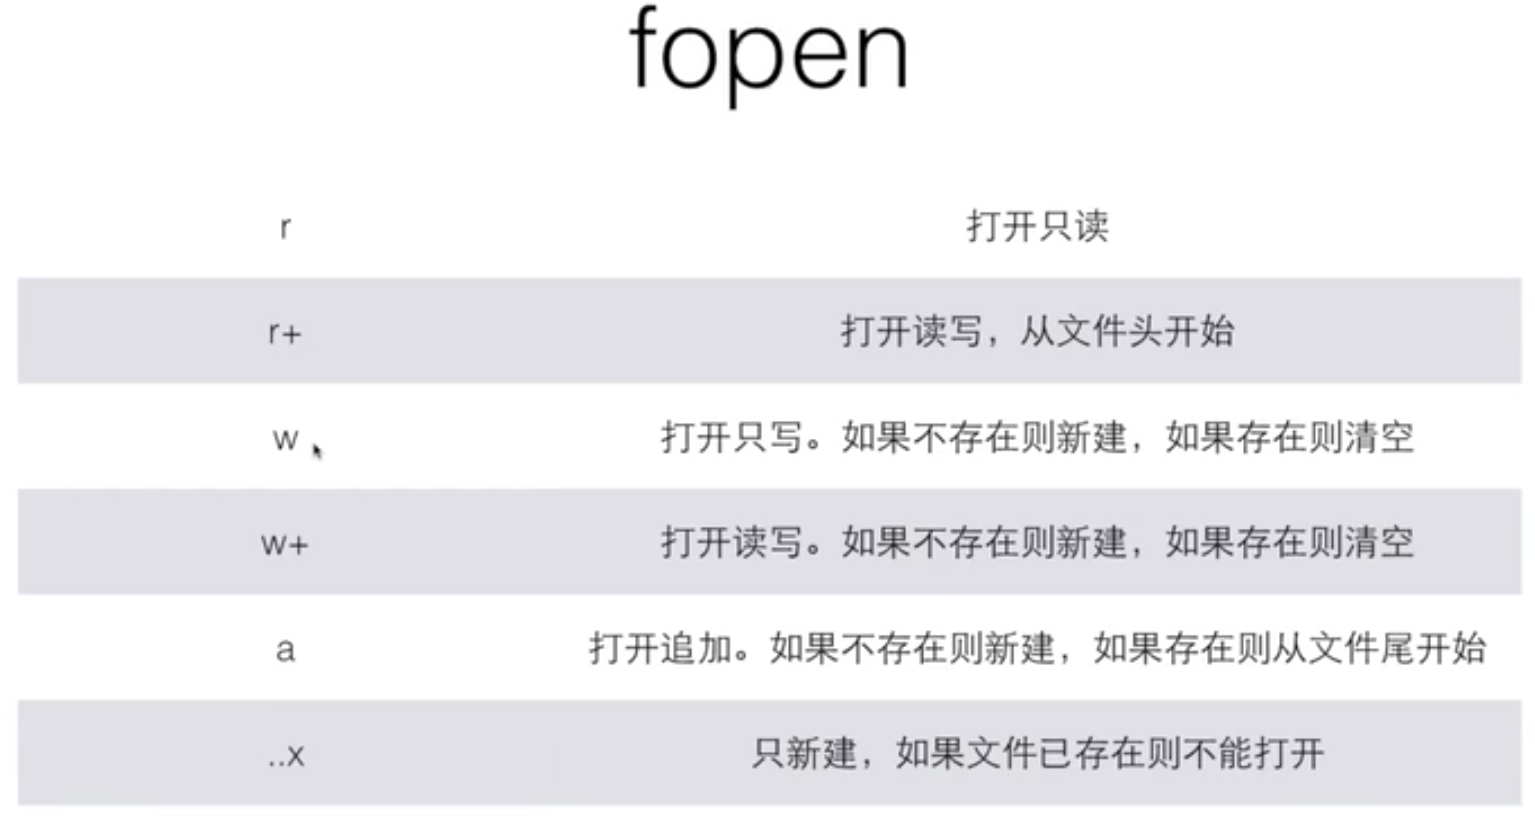 fopen
r 打开只读
r+ 打开读写，从文件头开始
w 打开只写。如果不存在则新建，如果存在则清空
w+ 打开读写。如果不存在则新建，如果存在则清空
a 打开追加。如果不存在则新建，如果存在则从文件尾开始
..x 只新建，如果文件已存在则不能打开